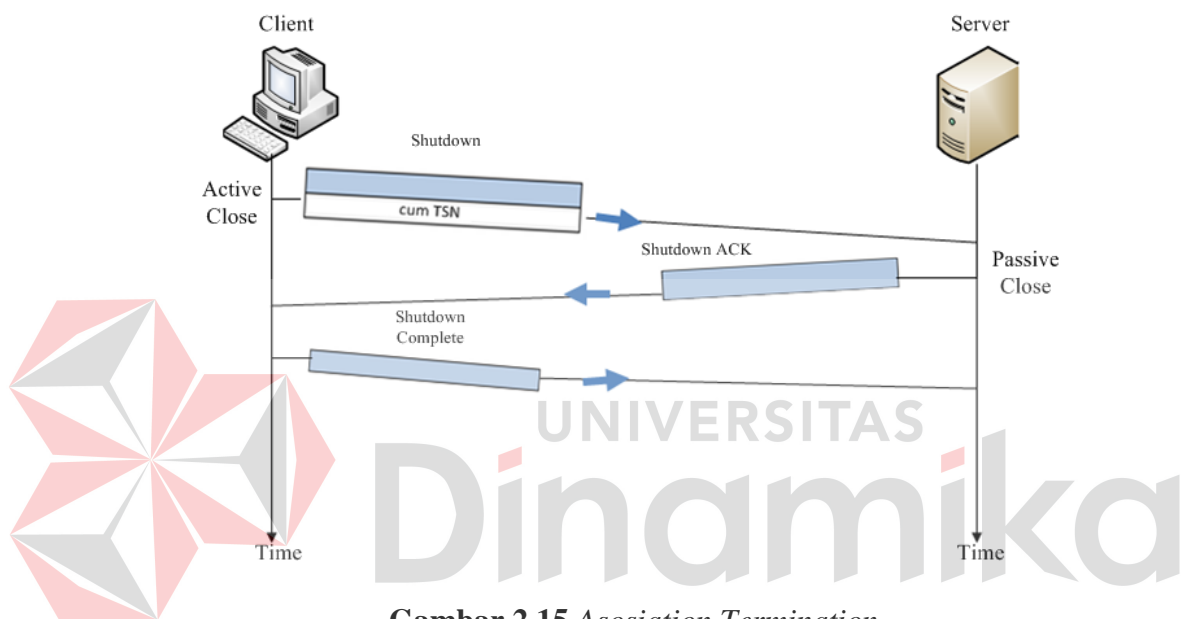 Client
Server
Shutdown
Active
Close
cum TSN
Shutdown ACK
Passive
Close
Shutdown
Complete
UNIVERSITAS
Dinamika
Time
Time
Gambar 2.15 Asosiation Termination